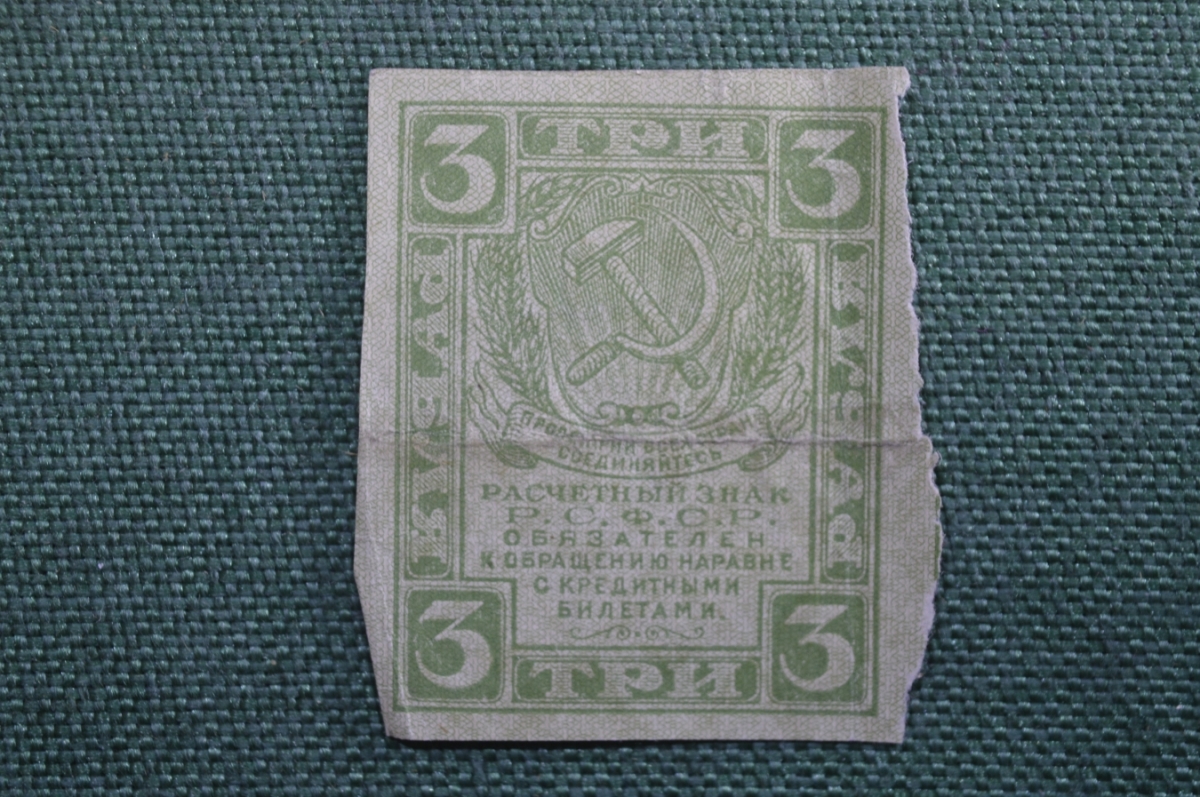 3 ТРИ 3
РУБЛЯ
РУБЛЯ
ПРОЛЕТАРИИ ВСЕХ СТРАН
СОЕДИНЯЙТЕСЬ
РАСЧЕТНЫЙ ЗНАК
Р.С.Ф.С.Р.
ОБЯЗАТЕЛЕН
К ОБРАЩЕНИЮ НАРАВНЕ
С КРЕДИТНЫМИ
БИЛЕТАМИ.
3 ТРИ 3